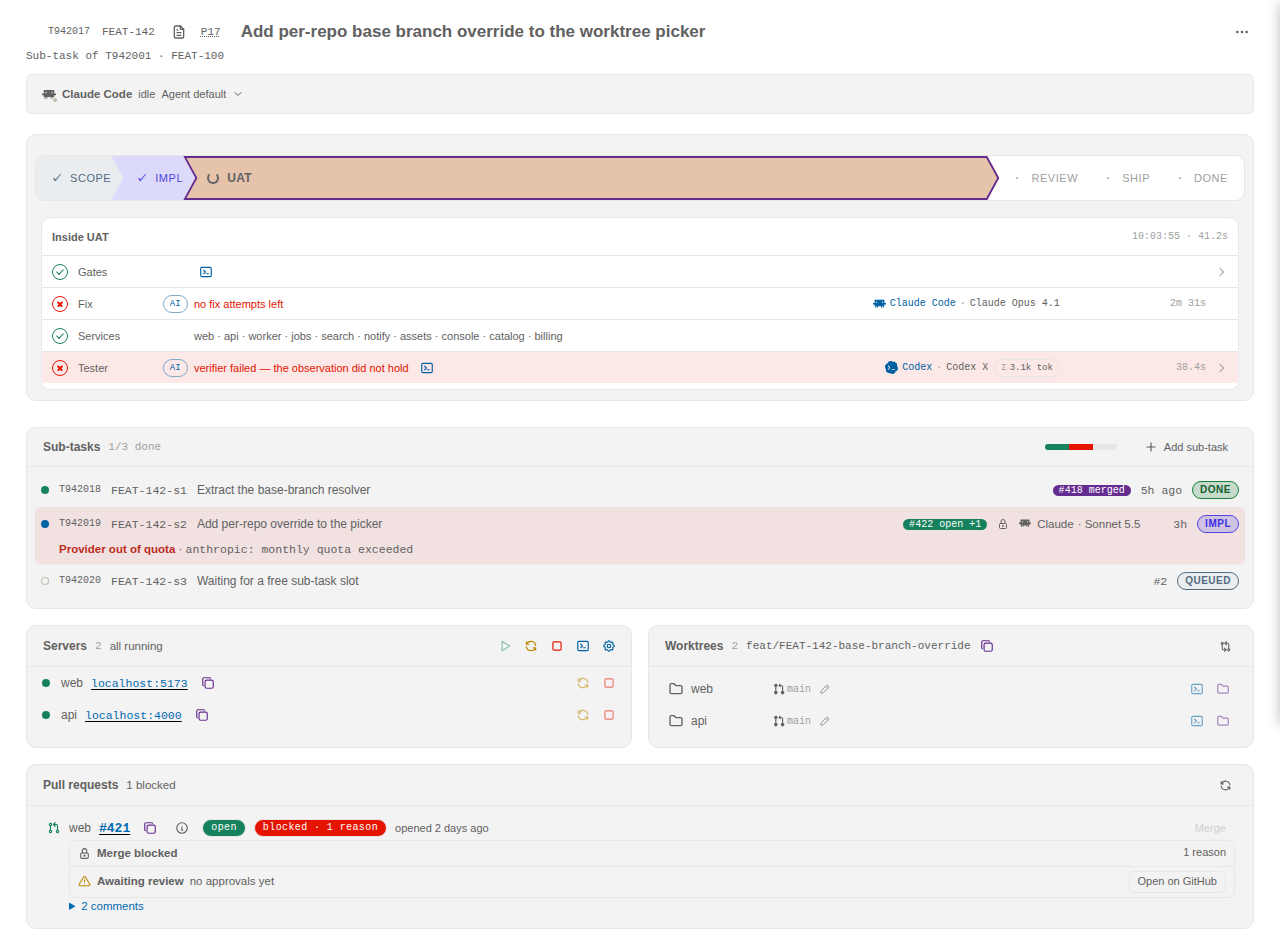 T942017 FEAT-142 P17 Add per-repo base branch override to the worktree picker
Sub-task of T942001 · FEAT-100
Claude Code idle Agent default
SCOPE IMPL UAT REVIEW SHIP DONE
Inside UAT 10:03:55 · 41.2s
Gates
Fix AI no fix attempts left Claude Code · Claude Opus 4.1 2m 31s
Services web · api · worker · jobs · search · notify · assets · console · catalog · billing
Tester AI verifier failed — the observation did not hold Codex · Codex X Σ 3.1k tok 38.4s
Sub-tasks 1/3 done Add sub-task
T942018 FEAT-142-s1 Extract the base-branch resolver #418 merged 5h ago DONE
T942019 FEAT-142-s2 Add per-repo override to the picker #422 open +1 Claude · Sonnet 5.5 3h IMPL
Provider out of quota · anthropic: monthly quota exceeded
T942020 FEAT-142-s3 Waiting for a free sub-task slot #2 QUEUED
Servers 2 all running
web localhost:5173
api localhost:4000
Worktrees 2 feat/FEAT-142-base-branch-override
web main
api main
Pull requests 1 blocked
web #421 open blocked · 1 reason opened 2 days ago Merge
Merge blocked 1 reason
Awaiting review no approvals yet Open on GitHub
2 comments